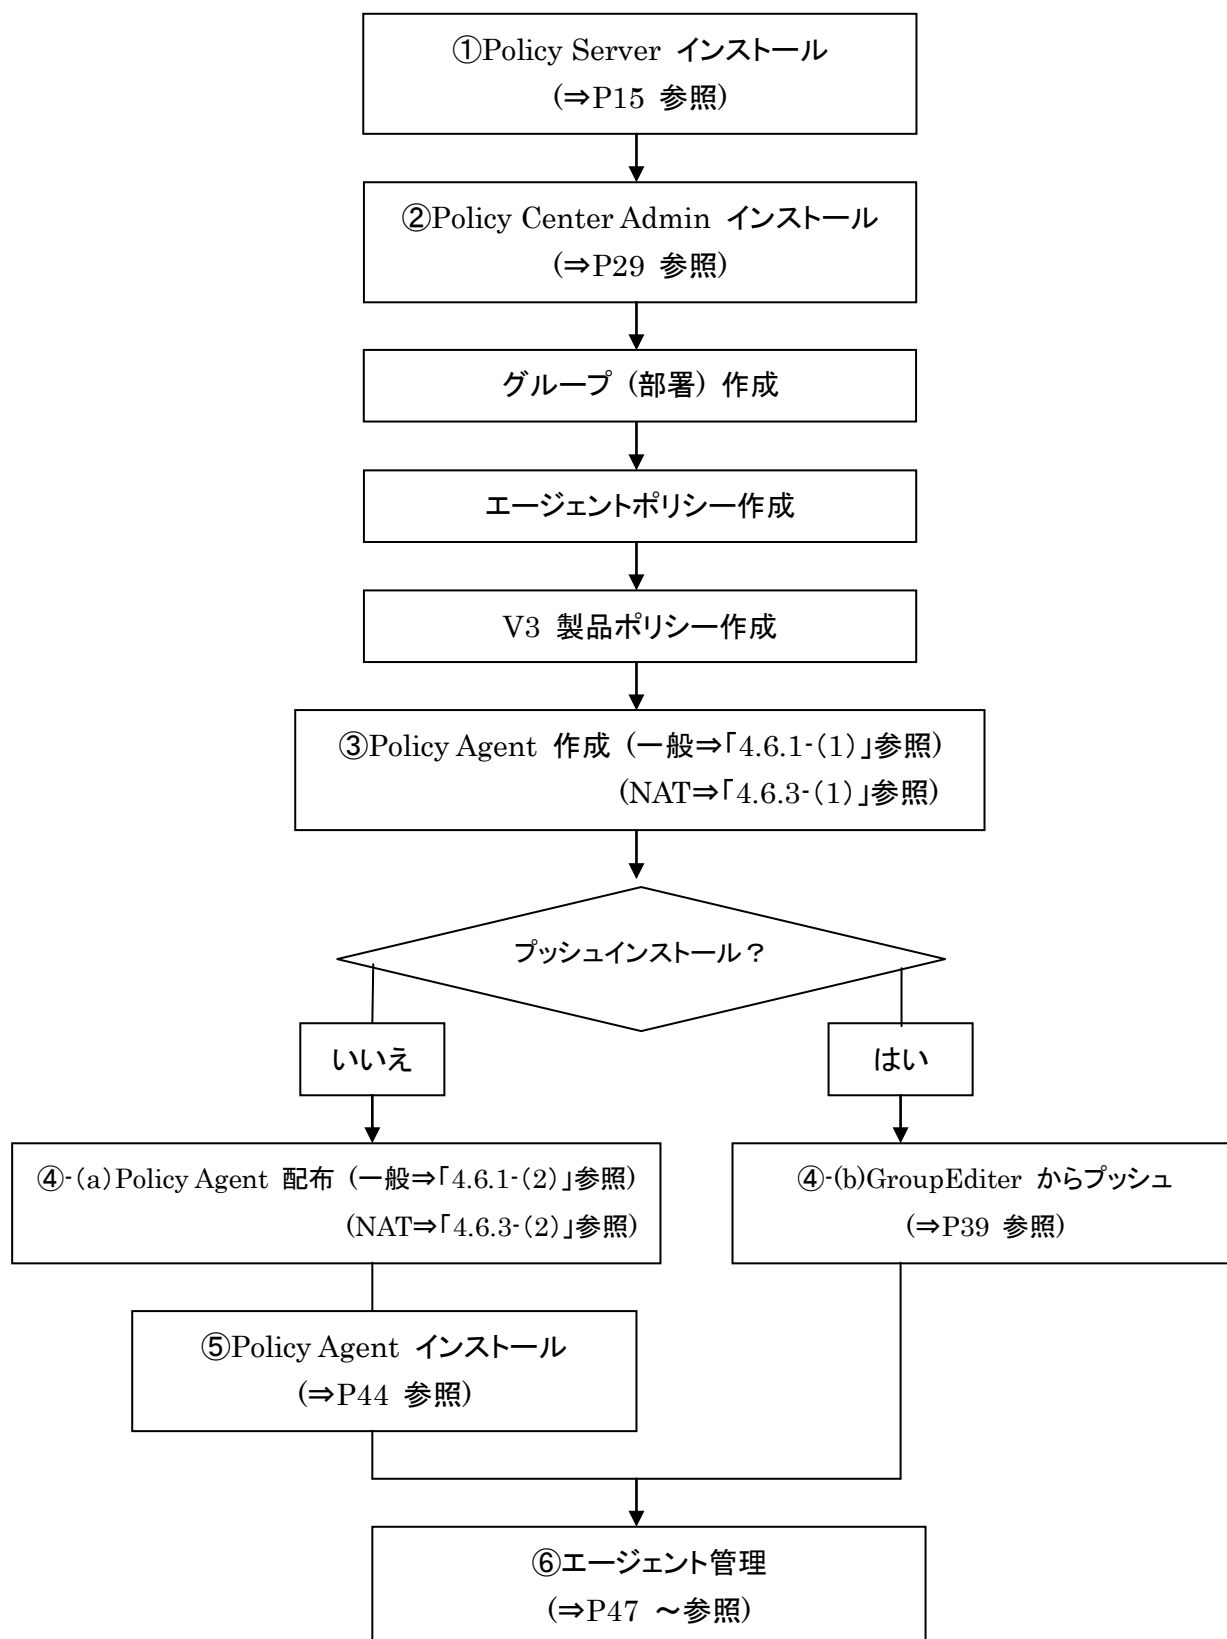 ①Policy Server インストール
(⇒P15 参照)
②Policy Center Admin インストール
(⇒P29 参照)
グループ (部署) 作成
エージェントポリシー作成
V3 製品ポリシー作成
③Policy Agent 作成 (一般⇒「4.6.1-(1)」参照)
(NAT⇒「4.6.3-(1)」参照)
プッシュインストール？
いいえ
はい
④-(a)Policy Agent 配布 (一般⇒「4.6.1-(2)」参照)
(NAT⇒「4.6.3-(2)」参照)
④-(b)GroupEditer からプッシュ
(⇒P39 参照)
⑤Policy Agent インストール
(⇒P44 参照)
⑥エージェント管理
(⇒P47 ～参照)